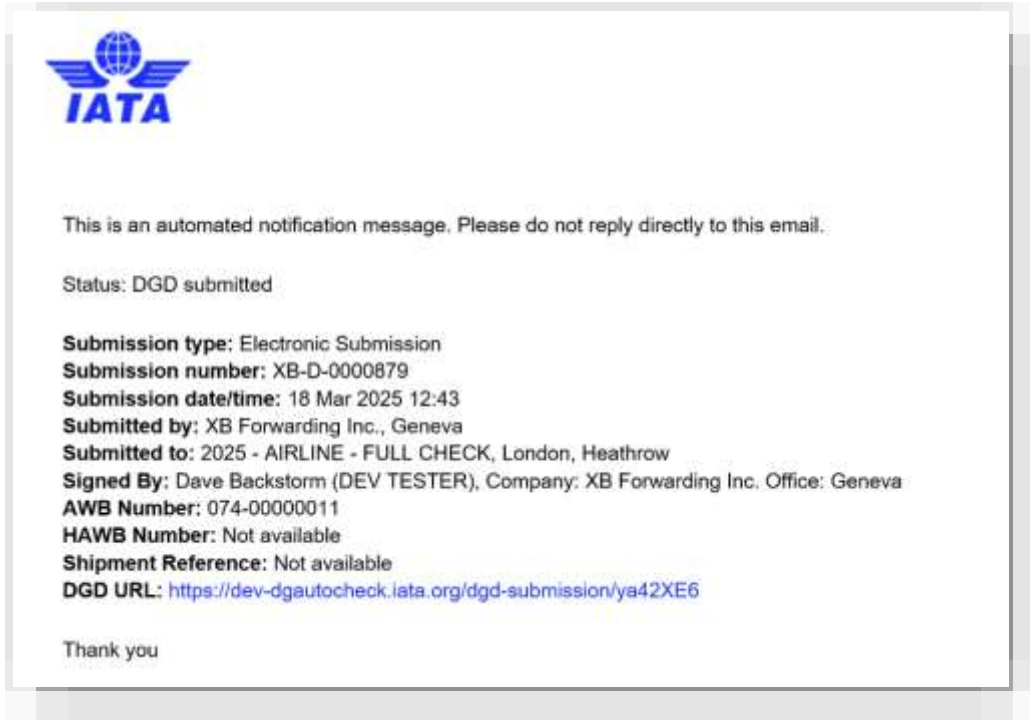 IATA
This is an automated notification message. Please do not reply directly to this email.
Status: DGD submitted
Submission type: Electronic Submission
Submission number: XB-D-0000879
Submission date/time: 18 Mar 2025 12:43
Submitted by: XB Forwarding Inc., Geneva
Submitted to: 2025 - AIRLINE - FULL CHECK, London, Heathrow
Signed By: Dave Backstorm (DEV TESTER), Company: XB Forwarding Inc. Office: Geneva
AWB Number: 074-00000011
HAWB Number: Not available
Shipment Reference: Not available
DGD URL: https://dev-dgautocheck.iata.org/dgd-submission/ya42XE6
Thank you